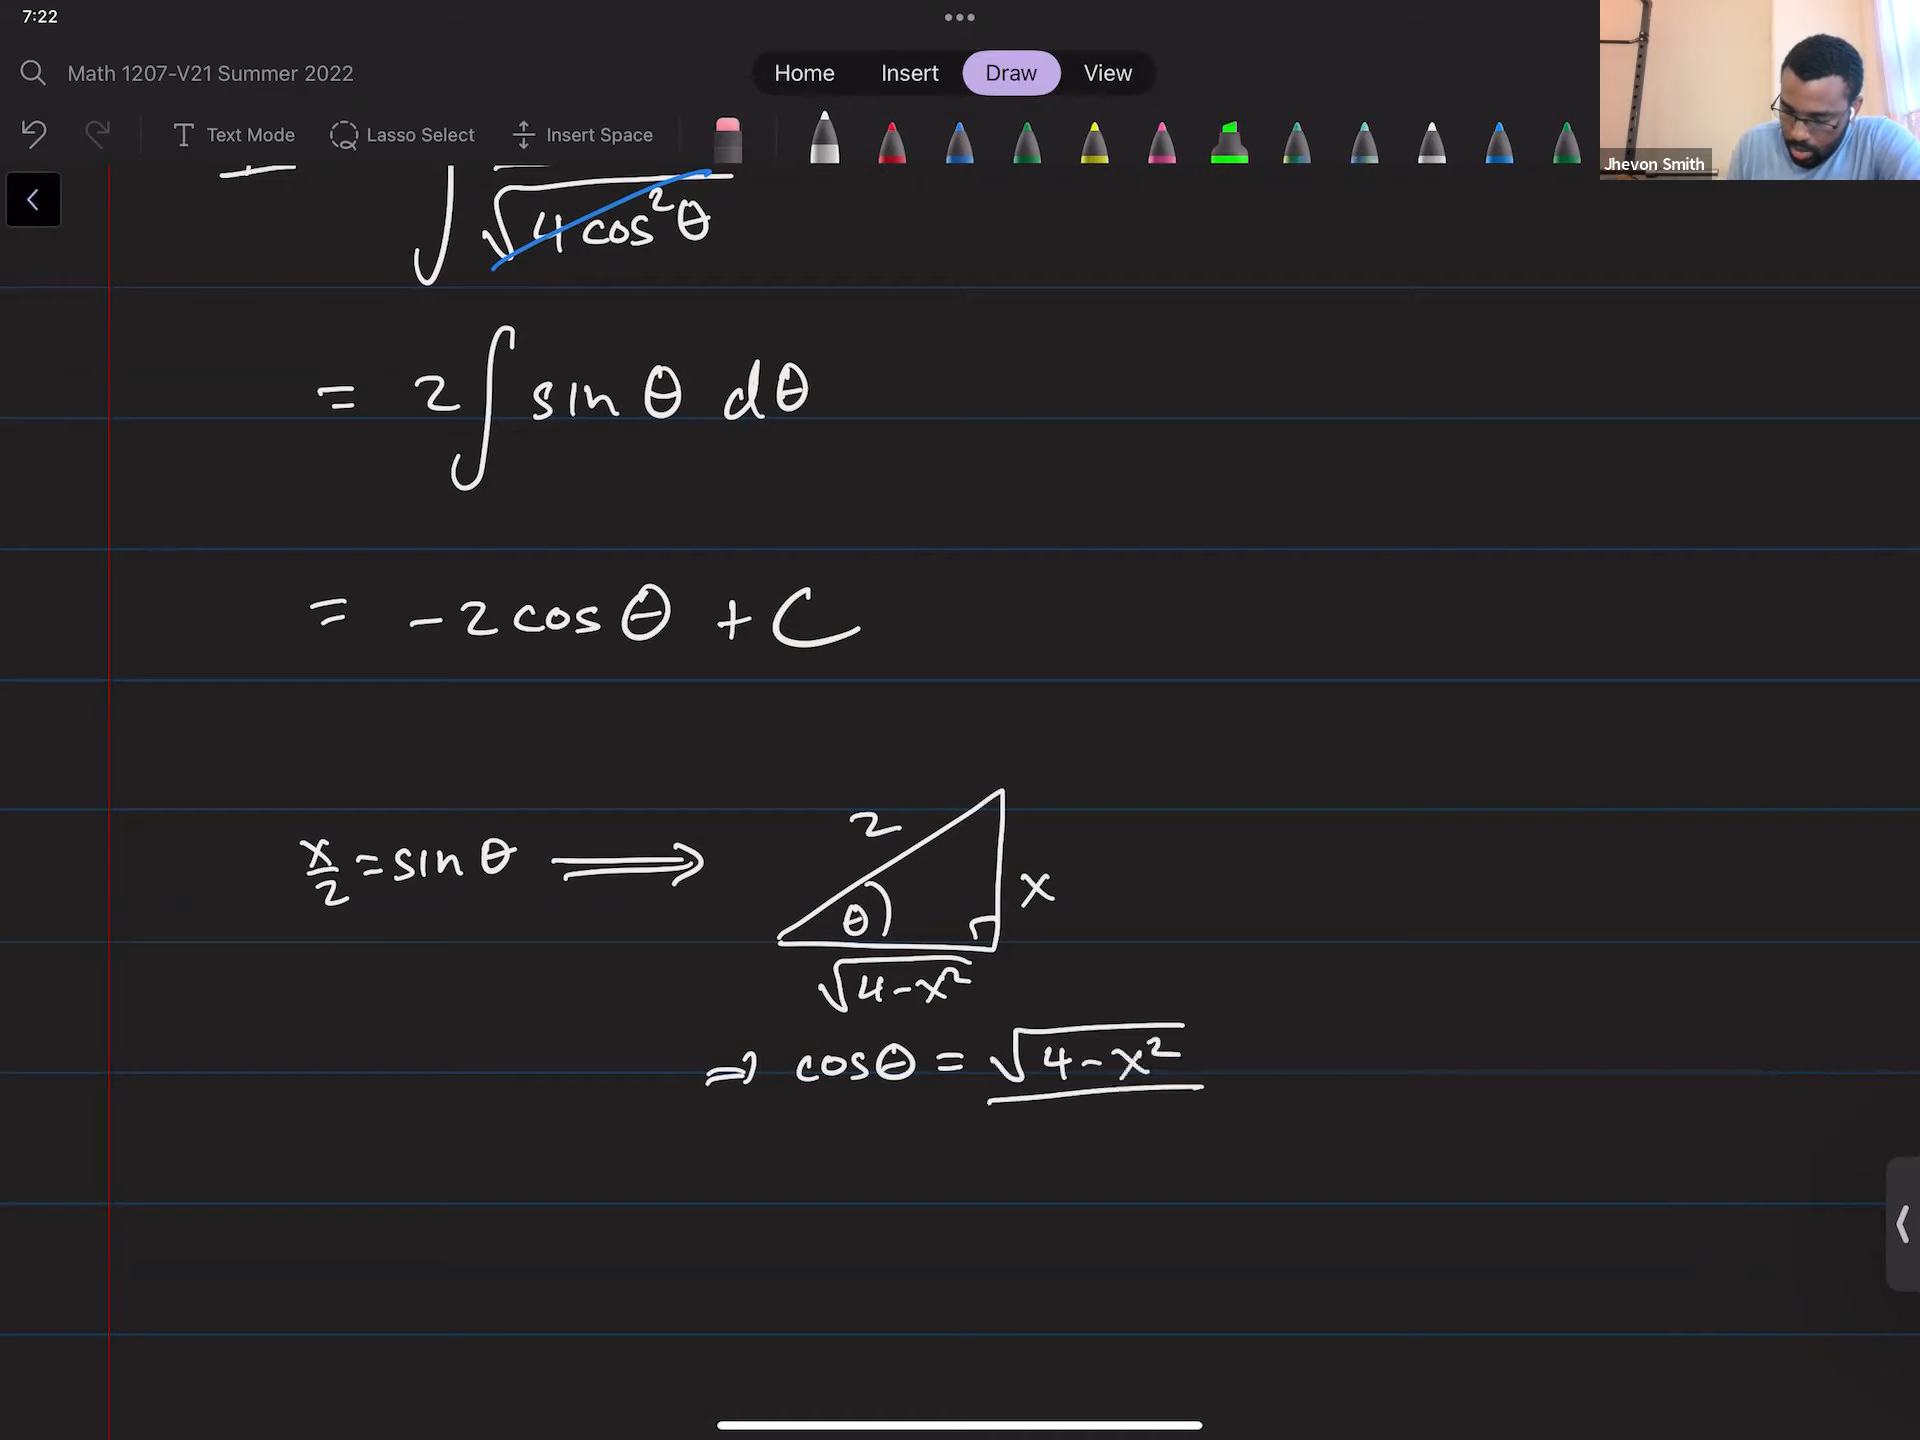 7:22
Math 1207-V21 Summer 2022
Home Insert Draw View
Text Mode Lasso Select Insert Space
Jhevon Smith
∫ √(4cos²θ)
= 2∫ sin θ dθ
= -2cos θ + C
x/2 = sin θ ⟹
2
θ
x
√(4-x²)
⇒ cosθ = √(4-x²)